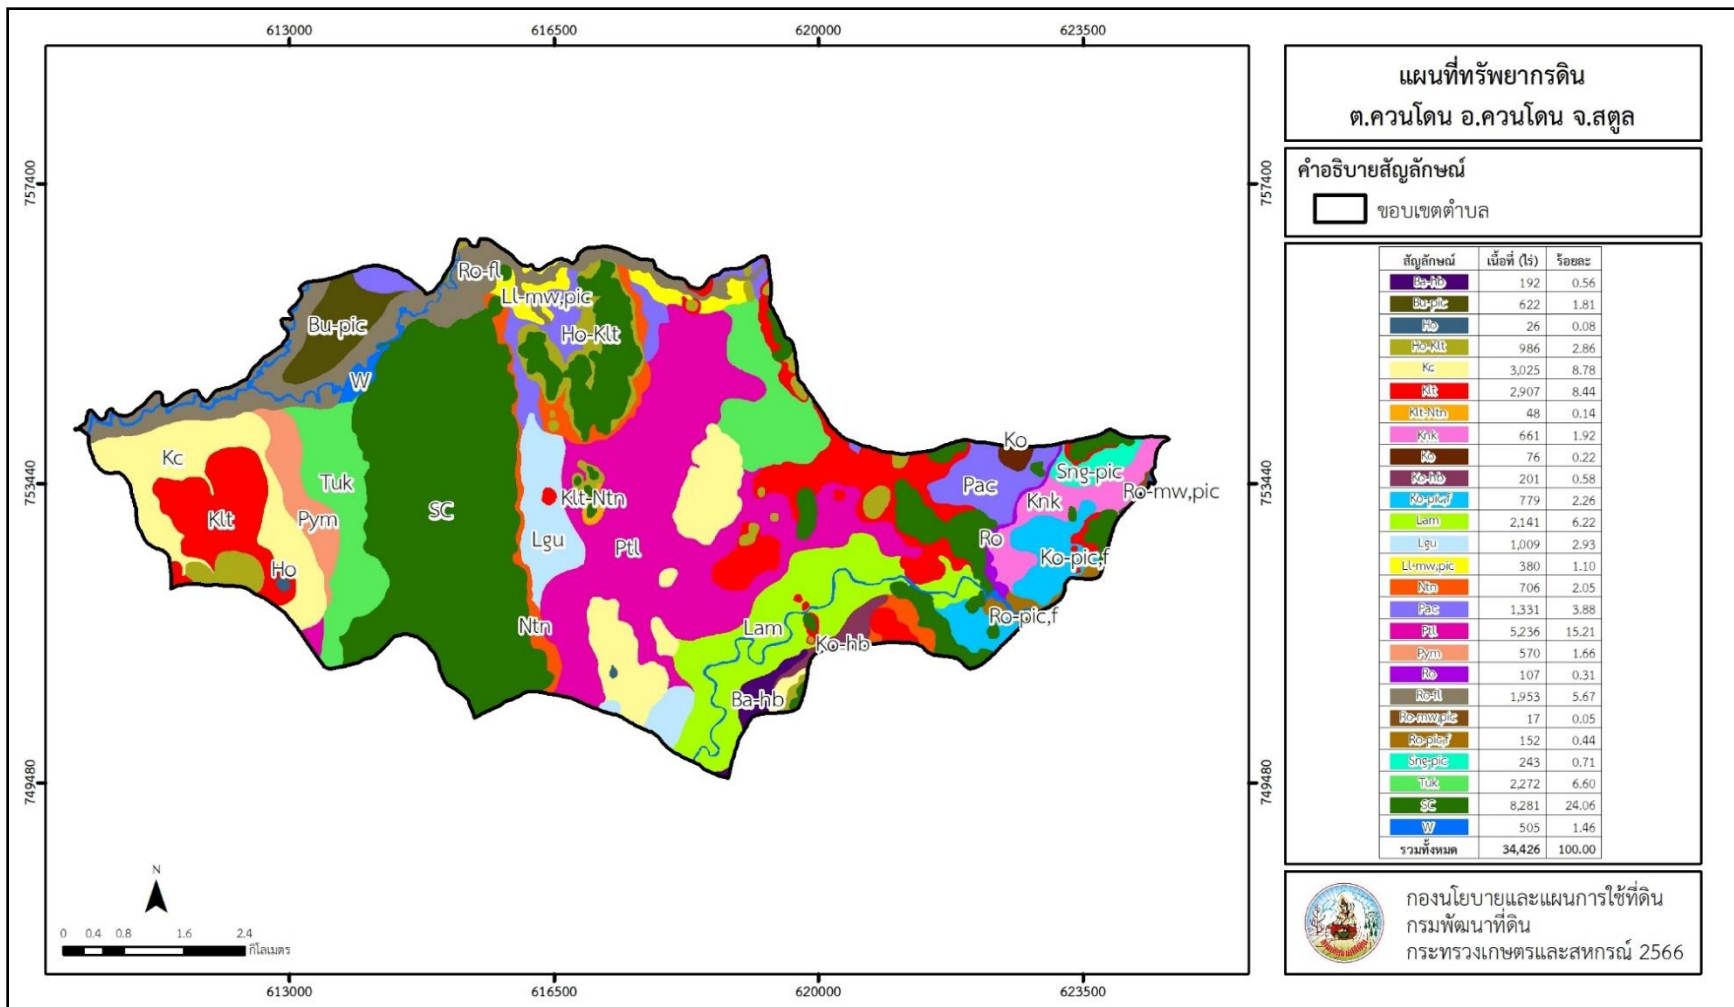 613000 616500 620000 623500
757400
753440
749480
757400
753440
749480
613000 616500 620000 623500
Ro-fl
Ll-mw,pic
Bu-pic
Ho-Klt
W
Kc
Ko
Sng-pic
Tuk
Pac
Ro-mw,pic
Klt-Ntn
Knk
SC
Klt
Pym
Lgu
Ptl
Ro
Ko-pic,f
Ho
Ntn
Lam
Ro-pic,f
Ko-hb
Ba-hb
N
0 0.4 0.8 1.6 2.4
กิโลเมตร
แผนที่ทรัพยากรดิน
ต.ควนโดน อ.ควนโดน จ.สตูล
คำอธิบายสัญลักษณ์
ขอบเขตตำบล
สัญลักษณ์ เนื้อที่ (ไร่) ร้อยละ
Ba-hb 192 0.56
Bu-pic 622 1.81
Ho 26 0.08
Ho-Klt 986 2.86
Kc 3,025 8.78
Klt 2,907 8.44
Klt-Ntn 48 0.14
Knk 661 1.92
Ko 76 0.22
Ko-hb 201 0.58
Ko-pic,f 779 2.26
Lam 2,141 6.22
Lgu 1,009 2.93
Ll-mw,pic 380 1.10
Ntn 706 2.05
Pac 1,331 3.88
Ptl 5,236 15.21
Pym 570 1.66
Ro 107 0.31
Ro-fl 1,953 5.67
Ro-mw,pic 17 0.05
Ro-pic,f 152 0.44
Sng-pic 243 0.71
Tuk 2,272 6.60
SC 8,281 24.06
W 505 1.46
รวมทั้งหมด 34,426 100.00
กองนโยบายและแผนการใช้ที่ดิน
กรมพัฒนาที่ดิน
กระทรวงเกษตรและสหกรณ์ 2566